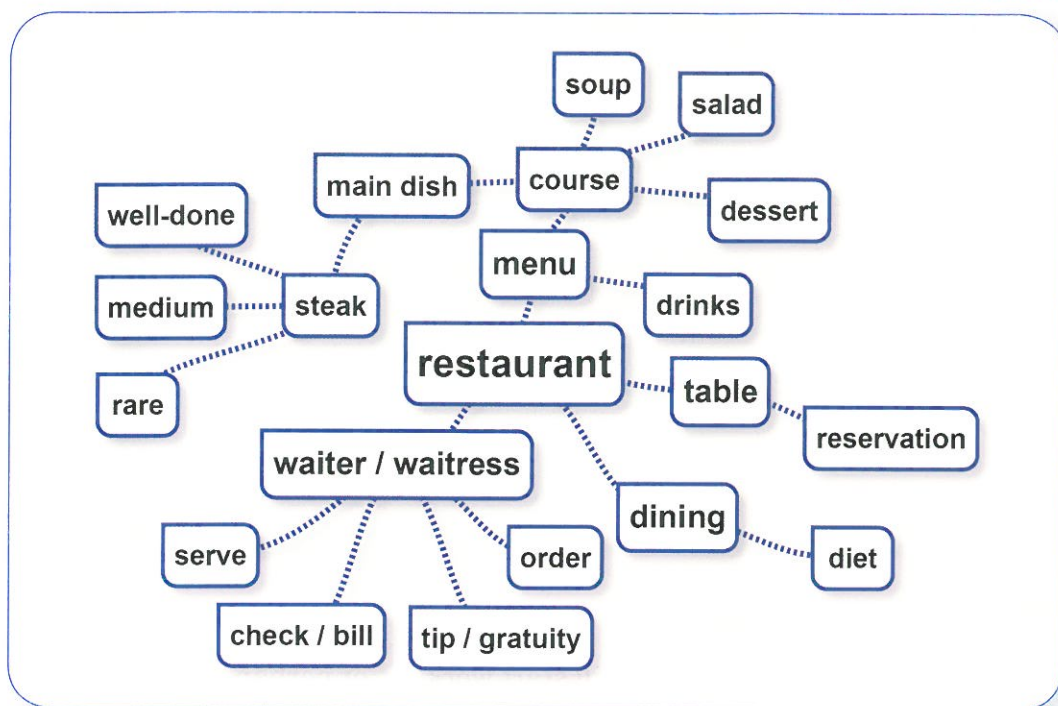 soup
salad
main dish
course
well-done
dessert
menu
medium
steak
drinks
restaurant
table
rare
reservation
waiter / waitress
dining
serve
order
diet
check / bill
tip / gratuity